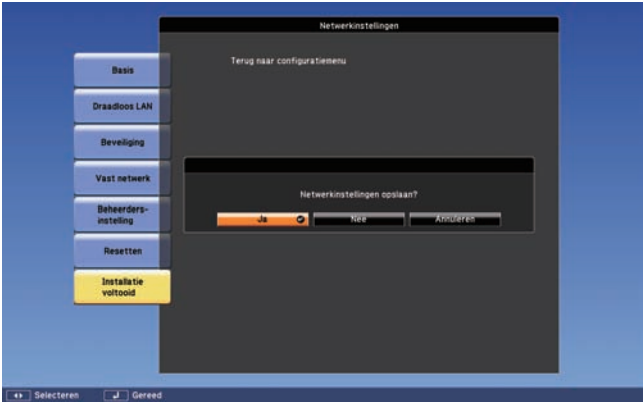 Netwerkinstellingen
Terug naar configuratiemenu
Basis
Draadloos LAN
Beveiliging
Vast netwerk
Beheerders-
instelling
Resetten
Installatie
voltooid
Netwerkinstellingen opslaan?
Ja Nee Annuleren
Selecteren Gereed